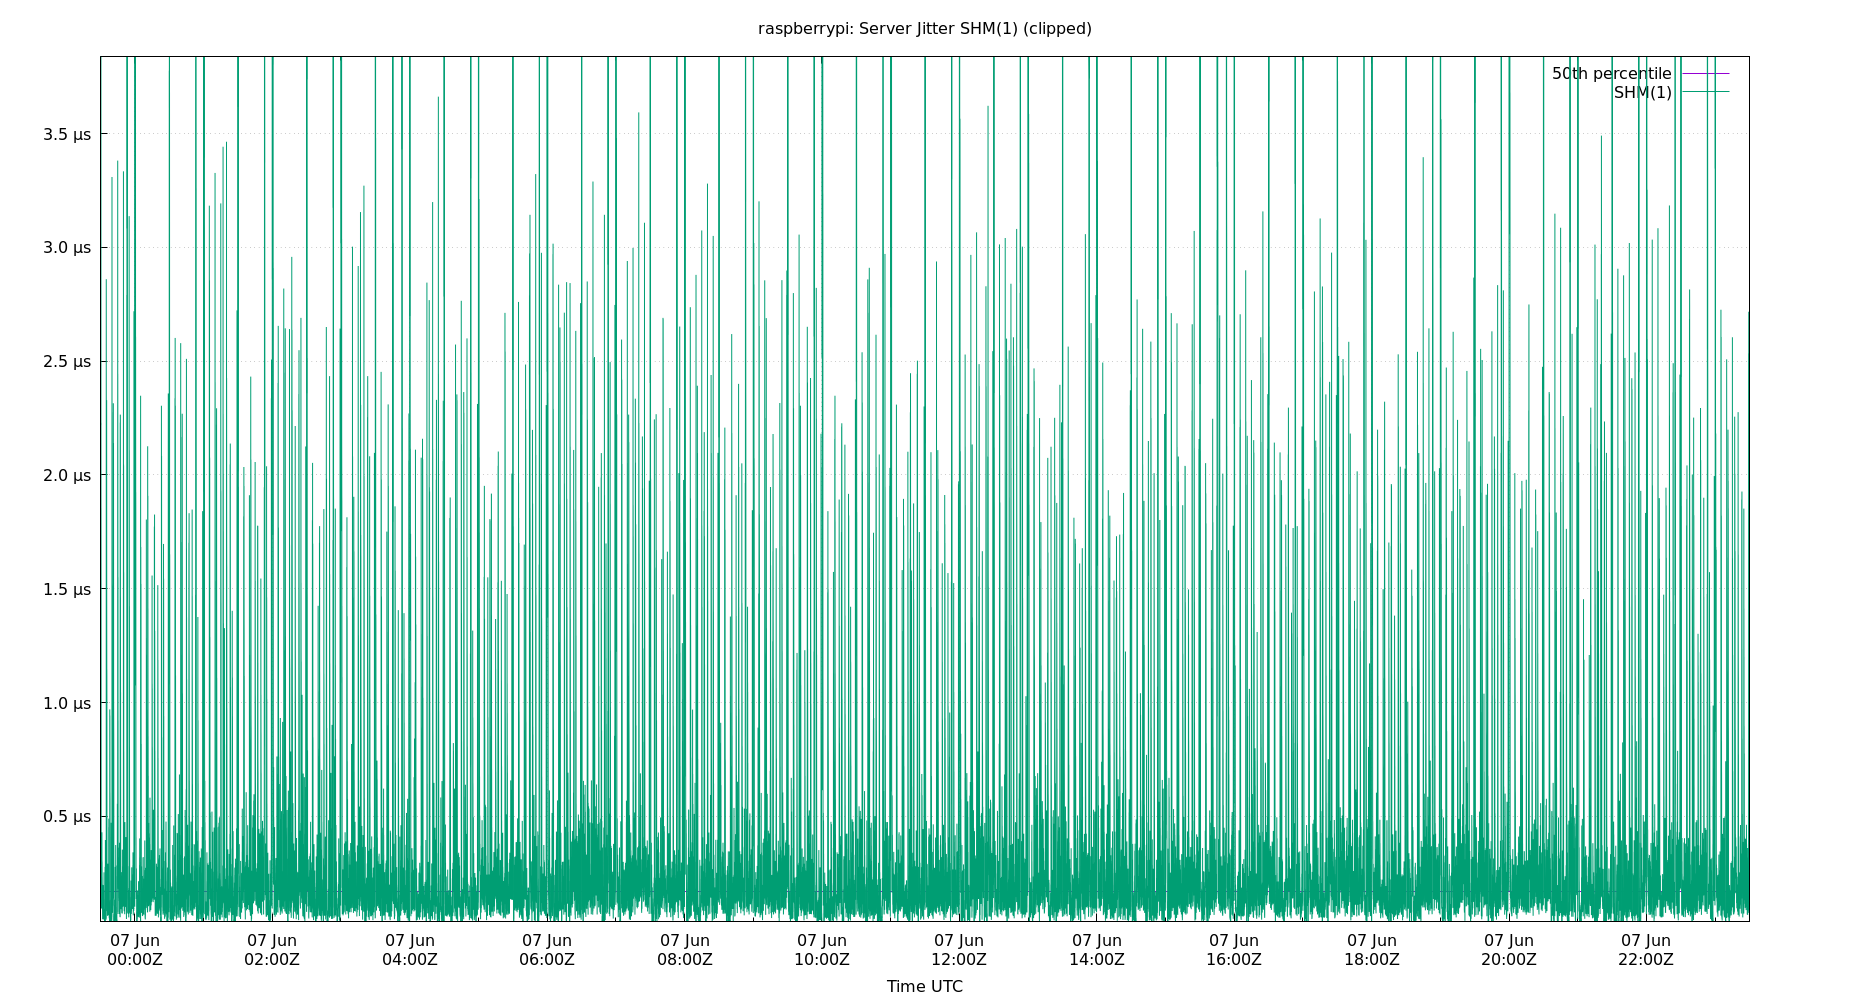 raspberrypi: Server Jitter SHM(1) (clipped)
50th percentile
SHM(1)
3.5 µs
3.0 µs
2.5 µs
2.0 µs
1.5 µs
1.0 µs
0.5 µs
07 Jun 07 Jun 07 Jun 07 Jun 07 Jun 07 Jun 07 Jun 07 Jun 07 Jun 07 Jun 07 Jun 07 Jun
00:00Z 02:00Z 04:00Z 06:00Z 08:00Z 10:00Z 12:00Z 14:00Z 16:00Z 18:00Z 20:00Z 22:00Z
Time UTC